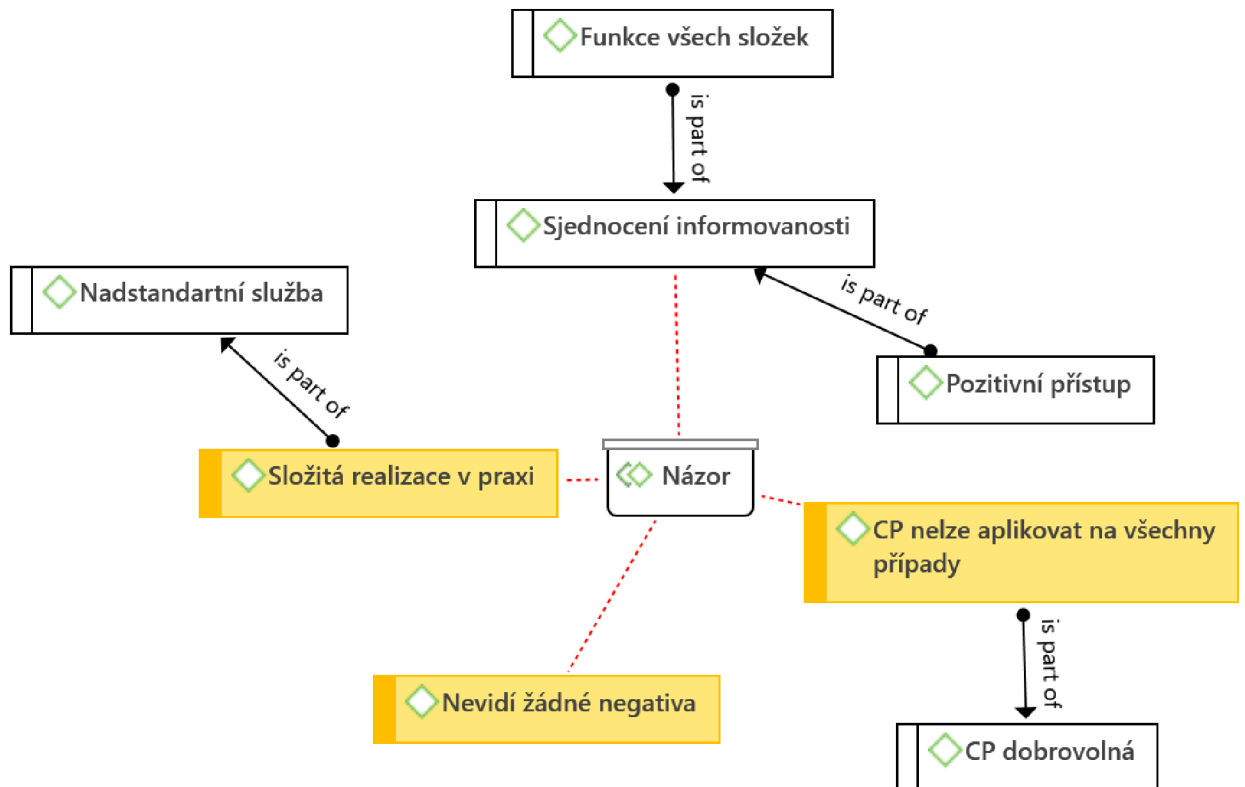 Funkce všech složek
is part of
Sjednocení informovanosti
Nadstandartní služba
is part of
is part of
Pozitivní přístup
Složitá realizace v praxi
Názor
CP nelze aplikovat na všechny
případy
is part of
Nevidí žádné negativa
CP dobrovolná